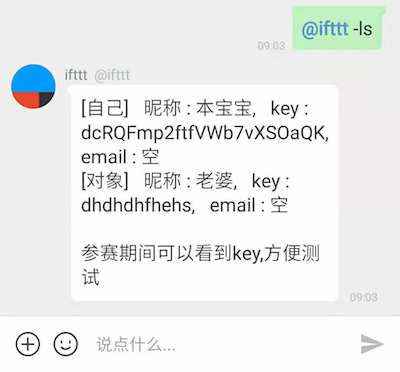 @ifttt -ls
09:03
ifttt @ifttt
[自己] 昵称 : 本宝宝, key :
dcRQFmp2ftfVWb7vXSOaQK,
email : 空
[对象] 昵称 : 老婆, key :
dhdhdhfhehs, email : 空
参赛期间可以看到key,方便测
试
09:03
说点什么...